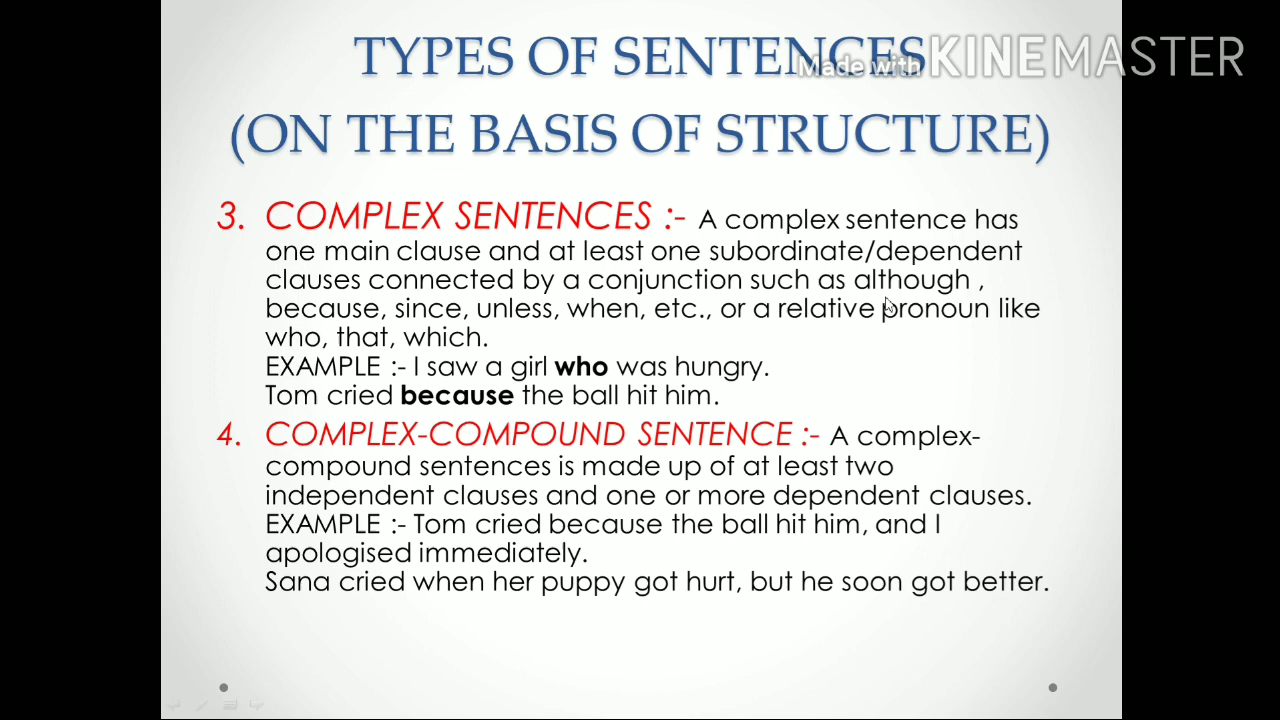 TYPES OF SENTENCES
Made with KINEMASTER
(ON THE BASIS OF STRUCTURE)
3. COMPLEX SENTENCES :- A complex sentence has
one main clause and at least one subordinate/dependent
clauses connected by a conjunction such as although ,
because, since, unless, when, etc., or a relative pronoun like
who, that, which.
EXAMPLE :- I saw a girl who was hungry.
Tom cried because the ball hit him.
4. COMPLEX-COMPOUND SENTENCE :- A complex-
compound sentences is made up of at least two
independent clauses and one or more dependent clauses.
EXAMPLE :- Tom cried because the ball hit him, and I
apologised immediately.
Sana cried when her puppy got hurt, but he soon got better.